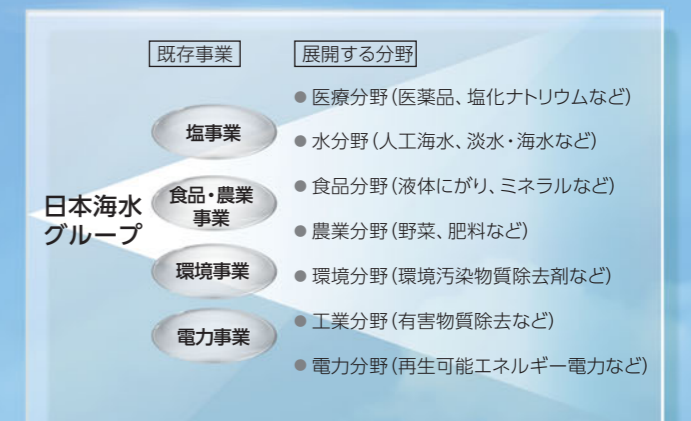 既存事業
展開する分野
日本海水
グループ
塩事業
食品・農業
事業
環境事業
電力事業
● 医療分野(医薬品、塩化ナトリウムなど)
● 水分野(人工海水、淡水・海水など)
● 食品分野(液体にがり、ミネラルなど)
● 農業分野(野菜、肥料など)
● 環境分野(環境汚染物質除去剤など)
● 工業分野(有害物質除去など)
● 電力分野(再生可能エネルギー電力など)